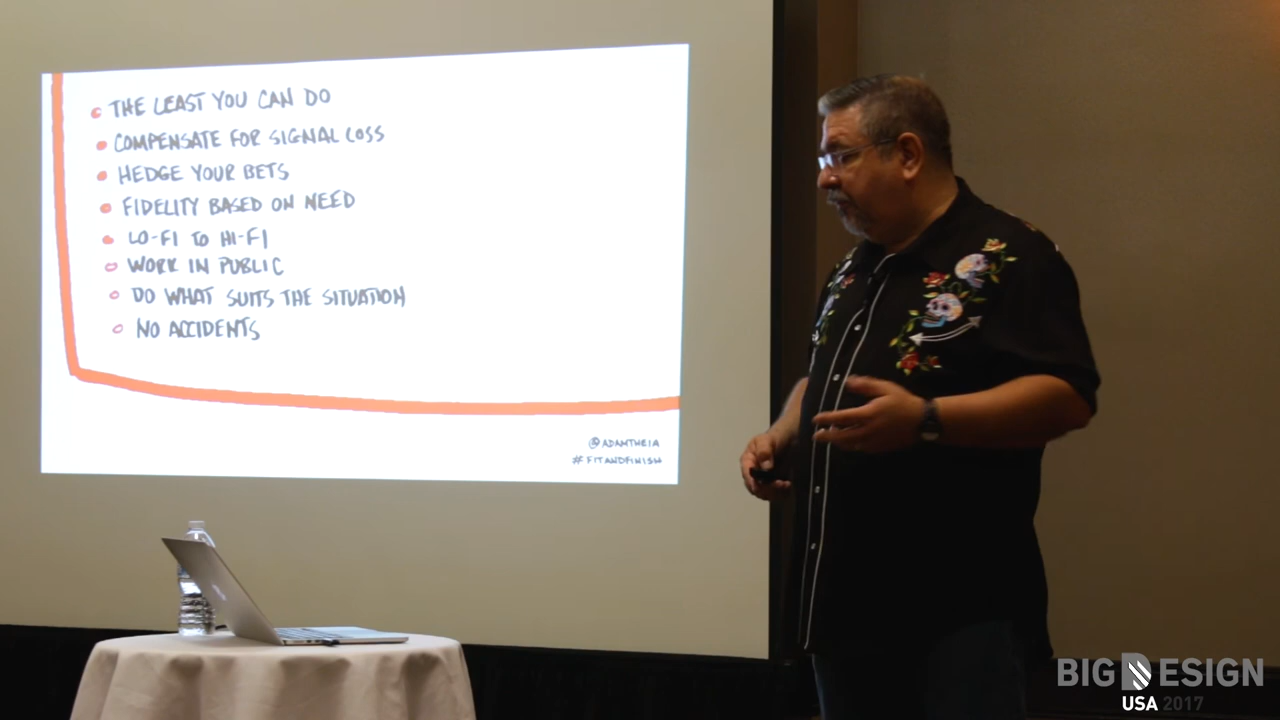 THE LEAST YOU CAN DO
COMPENSATE FOR SIGNAL LOSS
HEDGE YOUR BETS
FIDELITY BASED ON NEED
LO-FI TO HI-FI
WORK IN PUBLIC
DO WHAT SUITS THE SITUATION
NO ACCIDENTS
@ADAMTHEIA
#FITANDFINISH
BIG DESIGN
USA 2017